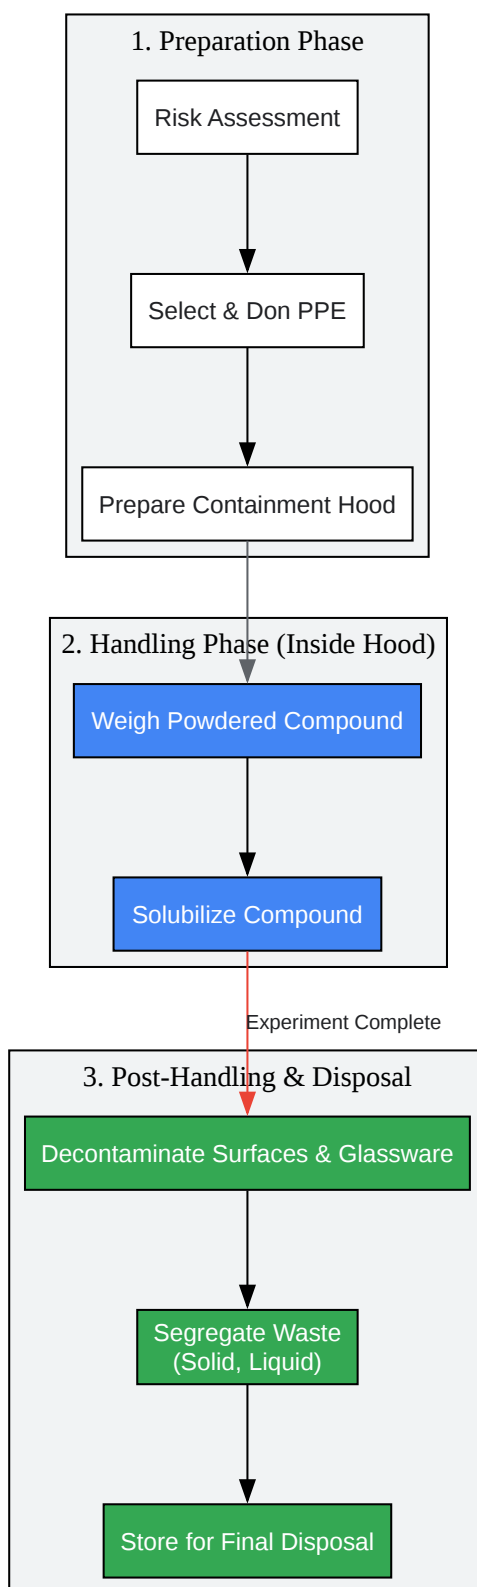 1. Preparation Phase
Risk Assessment
Select & Don PPE
Prepare Containment Hood
2. Handling Phase (Inside Hood)
Weigh Powdered Compound
Solubilize Compound
Experiment Complete
3. Post-Handling & Disposal
Decontaminate Surfaces & Glassware
Segregate Waste
(Solid, Liquid)
Store for Final Disposal